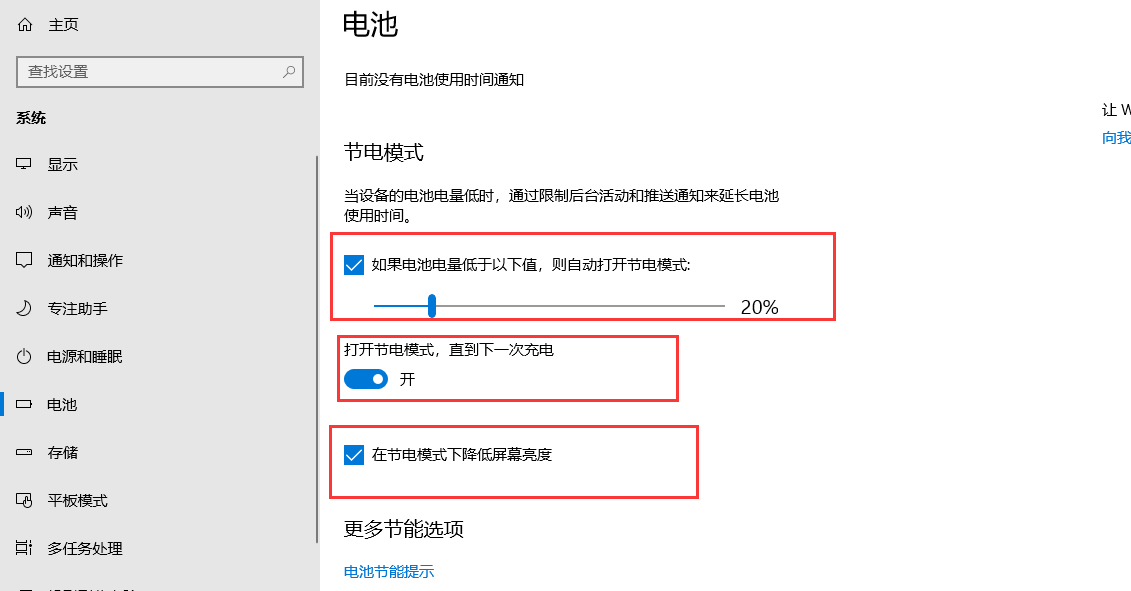 主页
查找设置
系统
显示
声音
通知和操作
专注助手
电源和睡眠
电池
存储
平板模式
多任务处理
电池
目前没有电池使用时间通知
节电模式
当设备的电池电量低时，通过限制后台活动和推送通知来延长电池
使用时间。
如果电池电量低于以下值，则自动打开节电模式:
20%
打开节电模式，直到下一次充电
开
在节电模式下降低屏幕亮度
更多节能选项
电池节能提示
让 W
向我